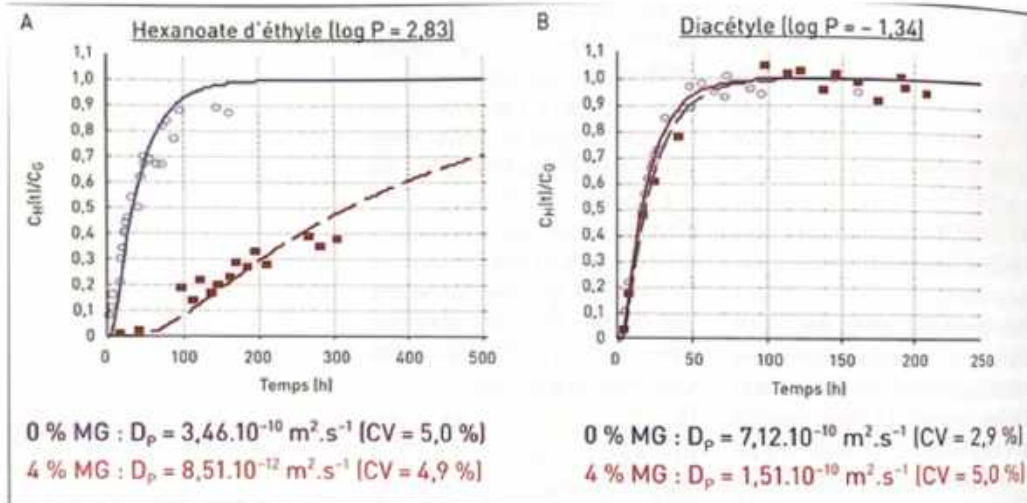 A
Hexanoate d'éthyle (log P = 2,83)
1,1
1,0
0,9
0,8
0,7
0,6
0,5
0,4
0,3
0,2
0,1
0
CH(t)/C0
100
200
300
400
500
Temps (h)
0 % MG : DP = 3,46.10⁻¹⁰ m².s⁻¹ (CV = 5,0 %)
4 % MG : DP = 8,51.10⁻¹² m².s⁻¹ (CV = 4,9 %)
B
Diacétyle (log P = – 1,34)
1,1
1,0
0,9
0,8
0,7
0,6
0,5
0,4
0,3
0,2
0,1
0
CH(t)/C0
0
50
100
150
200
250
Temps (h)
0 % MG : DP = 7,12.10⁻¹⁰ m².s⁻¹ (CV = 2,9 %)
4 % MG : DP = 1,51.10⁻¹⁰ m².s⁻¹ (CV = 5,0 %)